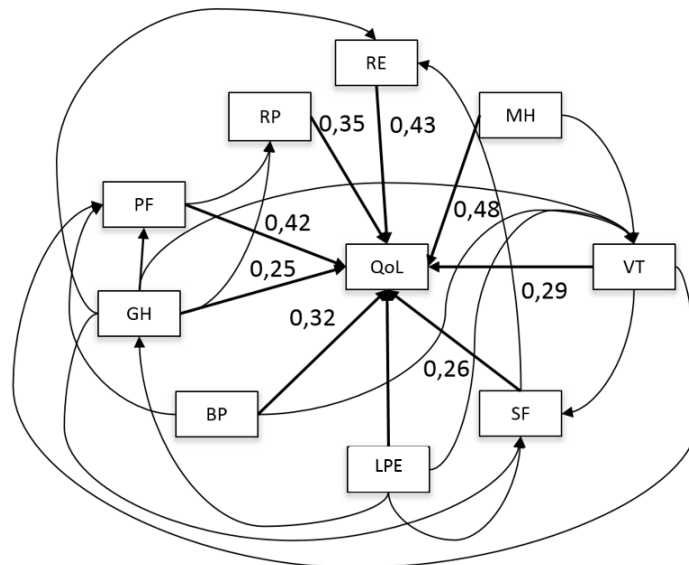 RE
RP
0,35
0,43
MH
PF
0,42
0,48
QoL
VT
0,25
0,29
GH
0,32
0,26
BP
SF
LPE